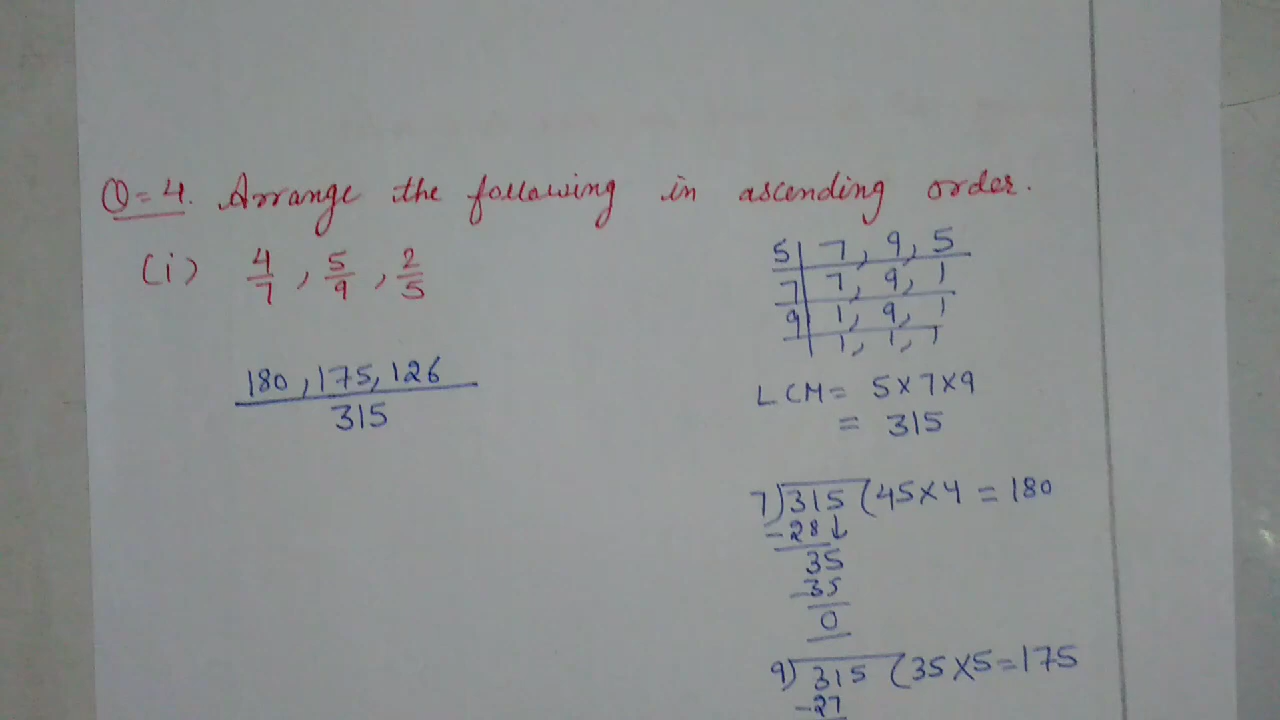 Q=4. Arrange the following in ascending order.
(i) 4/7, 5/9, 2/5
180, 175, 126
315
5 | 7, 9, 5
7 | 7, 9, 1
9 | 1, 9, 1
| 1, 1, 1
LCM = 5×7×9
= 315
7)315(45×4 = 180
-28↓
35
-35
0
9)315(35×5=175
-27